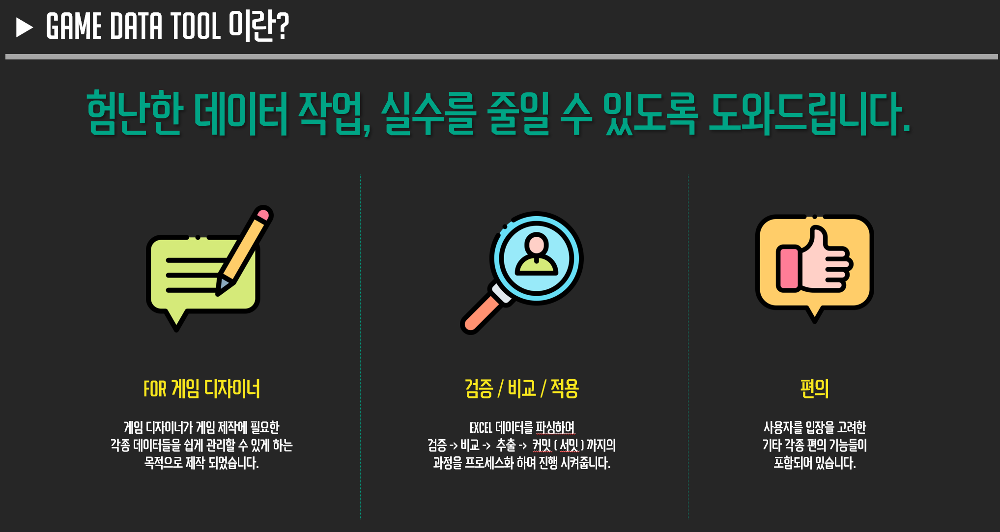 ▶ GAME DATA TOOL 이란?
험난한 데이터 작업, 실수를 줄일 수 있도록 도와드립니다.
FOR 게임 디자이너
게임 디자이너가 게임 제작에 필요한
각종 데이터들을 쉽게 관리할 수 있게 하는
목적으로 제작 되었습니다.
검증 / 비교 / 적용
EXCEL 데이터를 파싱하여
검증 -> 비교 -> 추출 -> 커밋 ( 서밋 ) 까지의
과정을 프로세스화 하여 진행 시켜줍니다.
편의
사용자를 입장을 고려한
기타 각종 편의 기능들이
포함되어 있습니다.